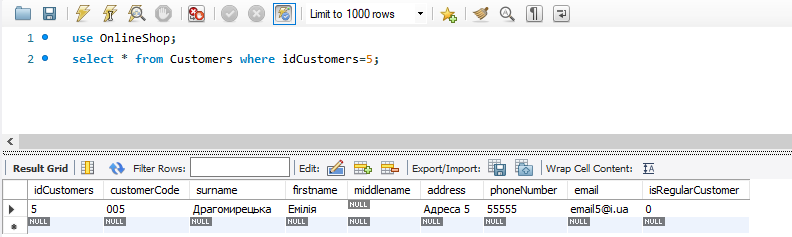 Limit to 1000 rows
1 use OnlineShop;
2 select * from Customers where idCustomers=5;
Result Grid Filter Rows: Edit: Export/Import: Wrap Cell Content:
idCustomers customerCode surname firstname middlename address phoneNumber email isRegularCustomer
5 005 Драгомирецька Емілія NULL Адреса 5 55555 email5@i.ua 0
NULL NULL NULL NULL NULL NULL NULL NULL NULL